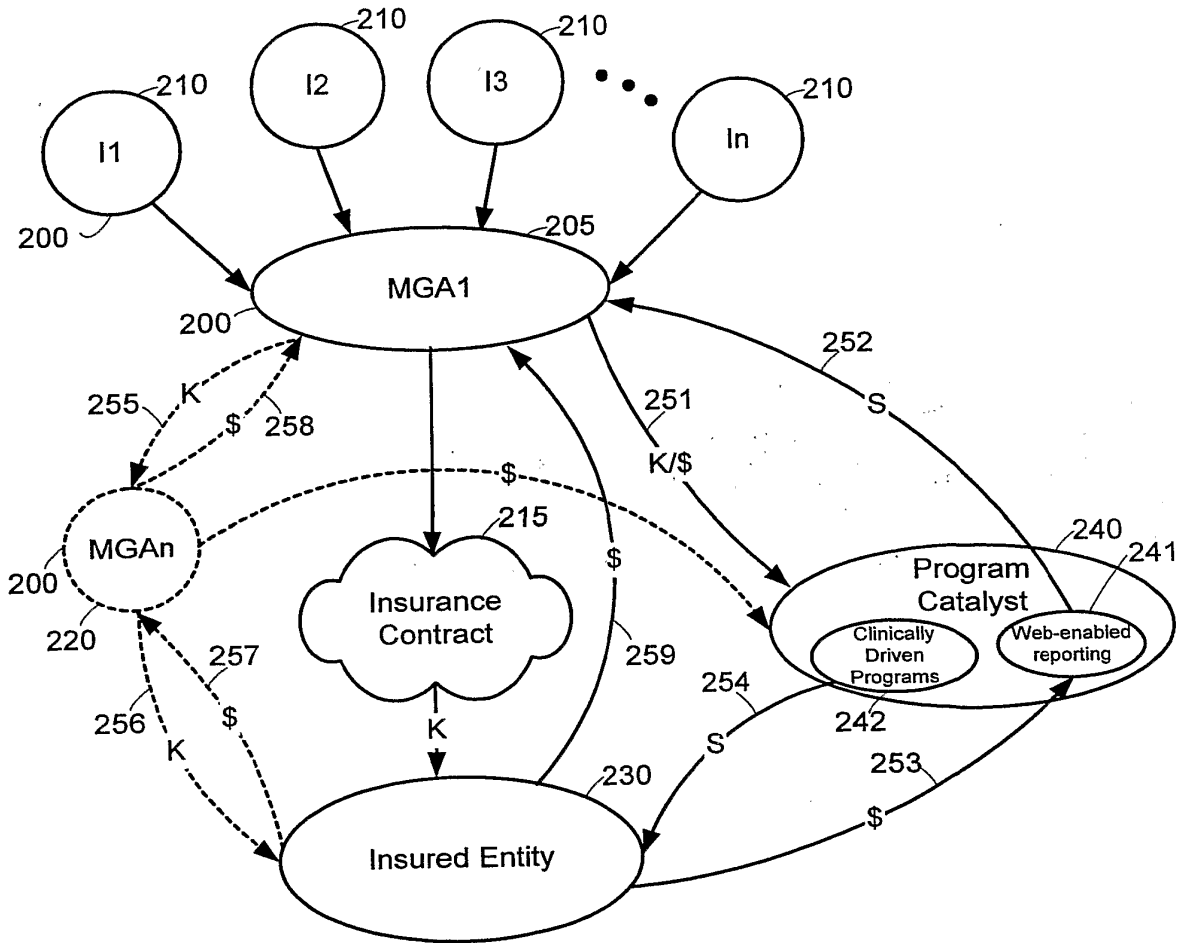 210
210
210
210
I1
I2
I3
In
200
205
MGA1
200
252
S
251
K/$
255
K
$
258
$
MGAn
200
220
215
Insurance
Contract
$
259
240
241
Program
Catalyst
Clinically
Driven
Programs
Web-enabled
reporting
242
257
256
$
K
K
254
S
253
$
230
Insured Entity